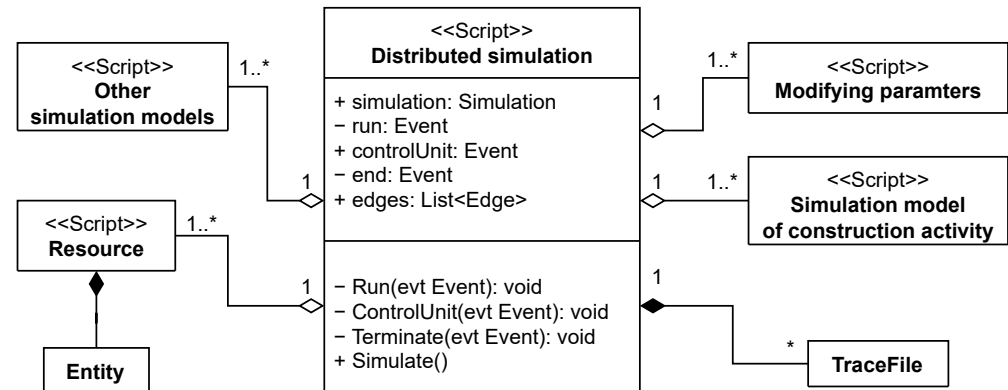 <<Script>>
Other
simulation models
1..*
1
<<Script>>
Resource
1..*
1
Entity
<<Script>>
Distributed simulation
+ simulation: Simulation
− run: Event
+ controlUnit: Event
− end: Event
+ edges: List<Edge>
− Run(evt Event): void
− ControlUnit(evt Event): void
− Terminate(evt Event): void
+ Simulate()
1
1..*
<<Script>>
Modifying paramters
1
1..*
<<Script>>
Simulation model
of construction activity
1
*
TraceFile